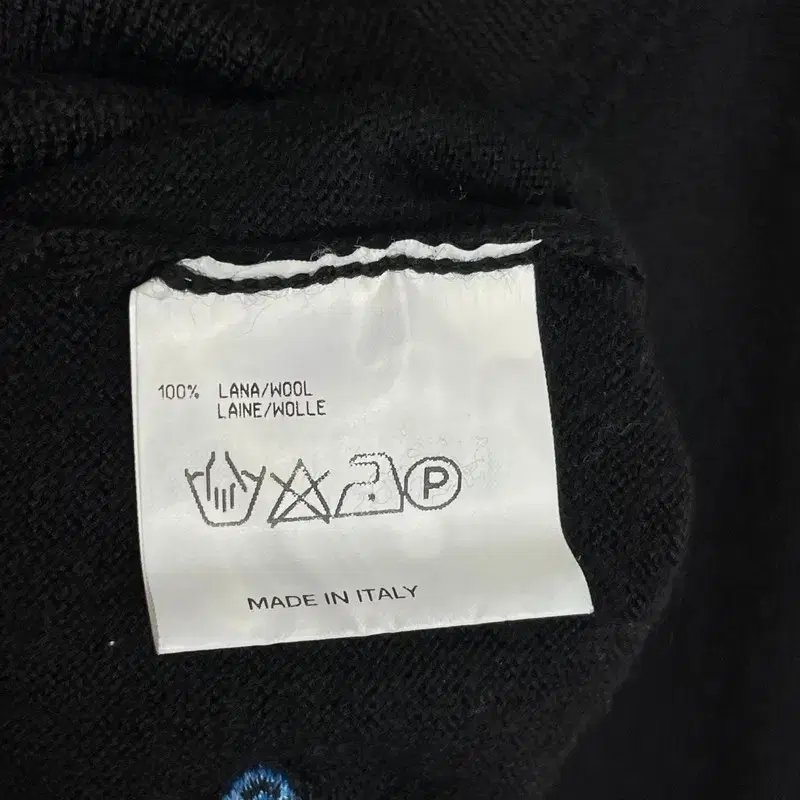 100% LANA/WOOL
LAINE/WOLLE
P
MADE IN ITALY